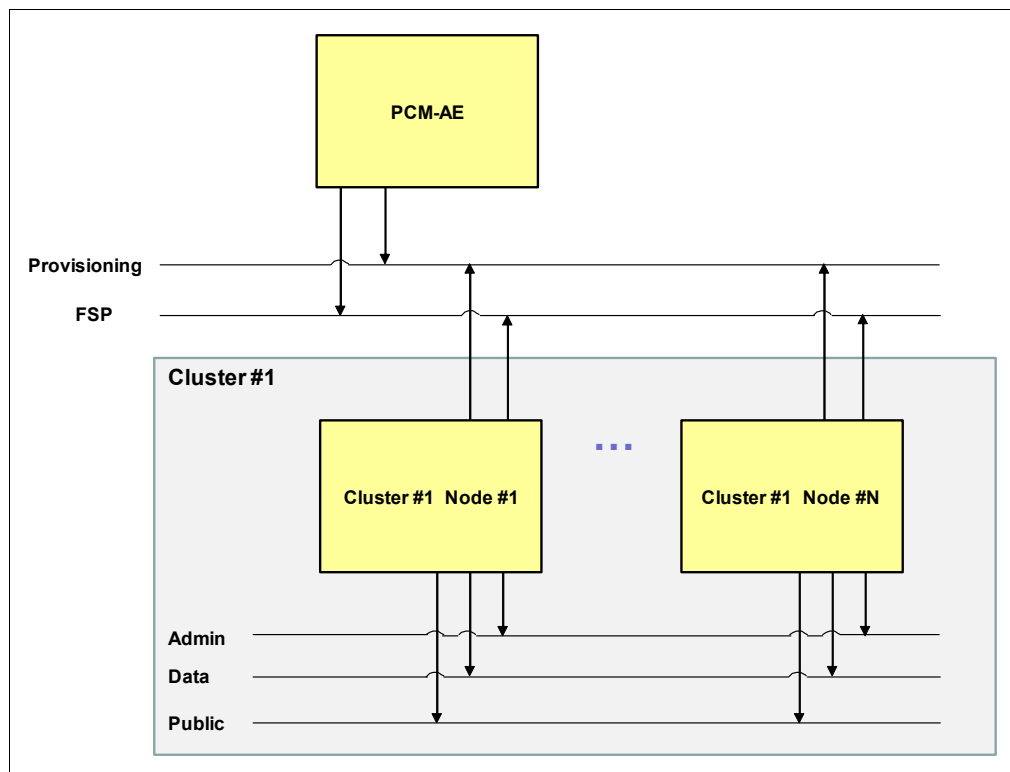 PCM-AE
Provisioning
FSP
Cluster #1
...
Cluster #1 Node #1
Cluster #1 Node #N
Admin
Data
Public